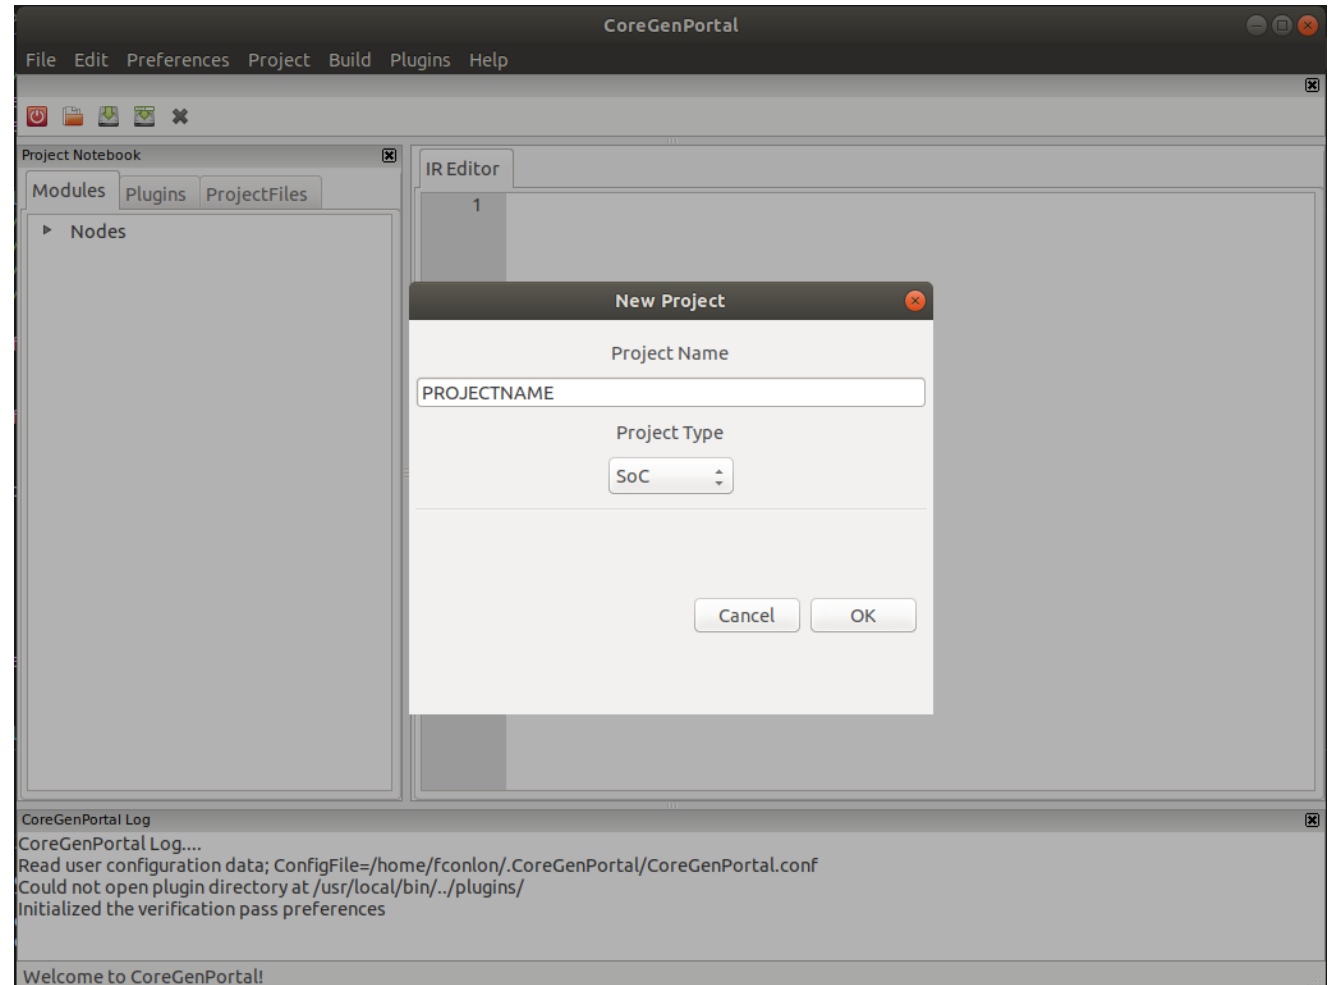 CoreGenPortal
File Edit Preferences Project Build Plugins Help
Project Notebook
Modules Plugins ProjectFiles
Nodes
IR Editor
1
New Project
Project Name
PROJECTNAME
Project Type
SoC
Cancel OK
CoreGenPortal Log
CoreGenPortal Log....
Read user configuration data; ConfigFile=/home/fconlon/.CoreGenPortal/CoreGenPortal.conf
Could not open plugin directory at /usr/local/bin/../plugins/
Initialized the verification pass preferences
Welcome to CoreGenPortal!